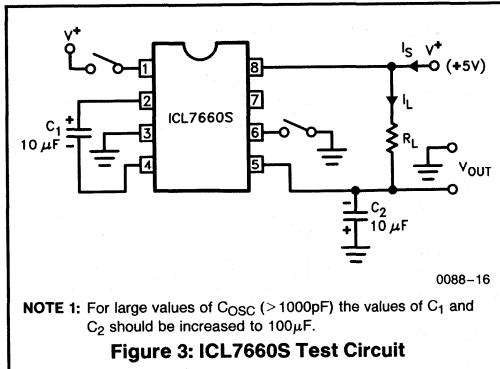 V+
1
2
3
4
8
7
6
5
ICL7660S
C1
10 μF
+
-
IS
V+
(+5V)
IL
RL
VOUT
-
C2
10 μF
+
0088-16
NOTE 1: For large values of COSC (>1000pF) the values of C1 and
C2 should be increased to 100μF.
Figure 3: ICL7660S Test Circuit